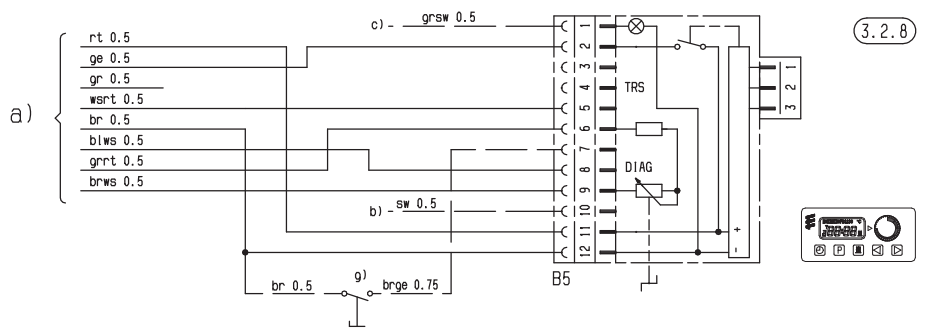 c) grsw 0.5
3.2.8
a)
rt 0.5
ge 0.5
gr 0.5
wsrt 0.5
br 0.5
blws 0.5
grrt 0.5
brws 0.5
b) sw 0.5
g)
br 0.5
brge 0.75
1
2
3
4
5
6
7
8
9
10
11
12
B5
TRS
DIAG
+
-
1
2
3
P